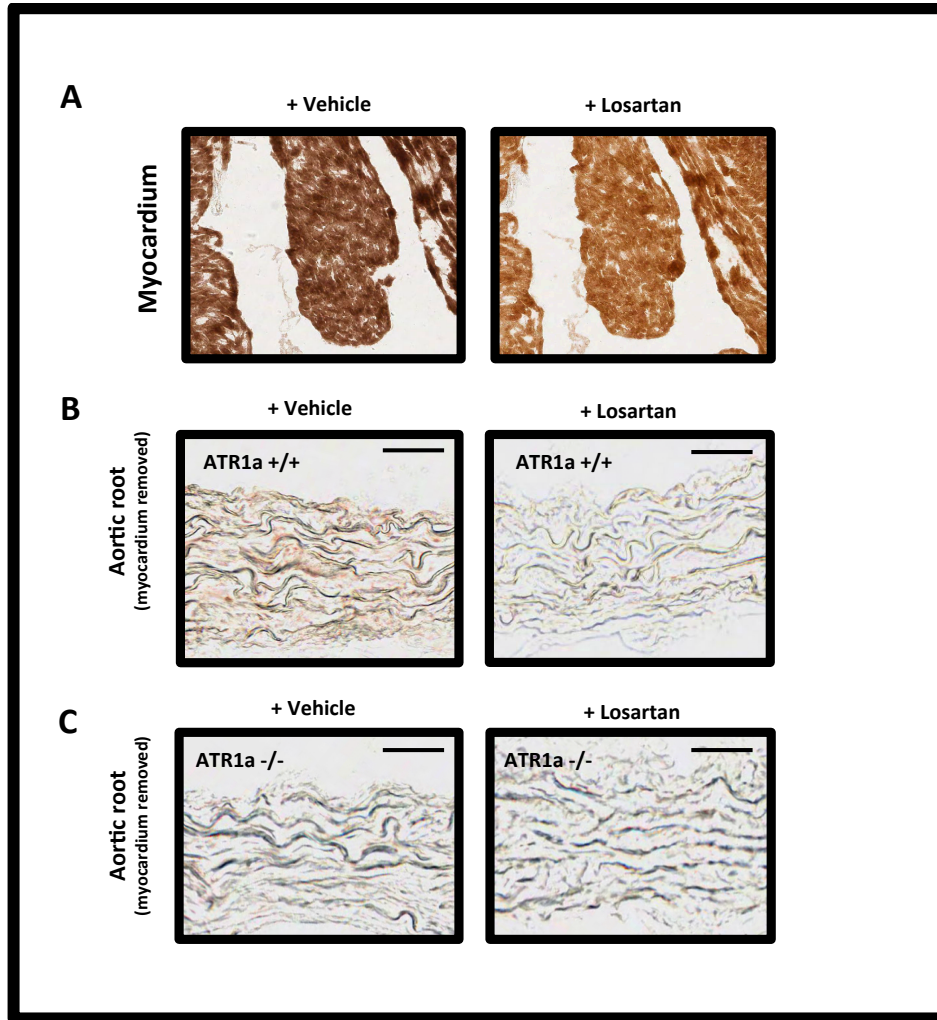 A
+ Vehicle
+ Losartan
Myocardium
B
+ Vehicle
+ Losartan
Aortic root
(myocardium removed)
ATR1a +/+
ATR1a +/+
C
+ Vehicle
+ Losartan
Aortic root
(myocardium removed)
ATR1a -/-
ATR1a -/-